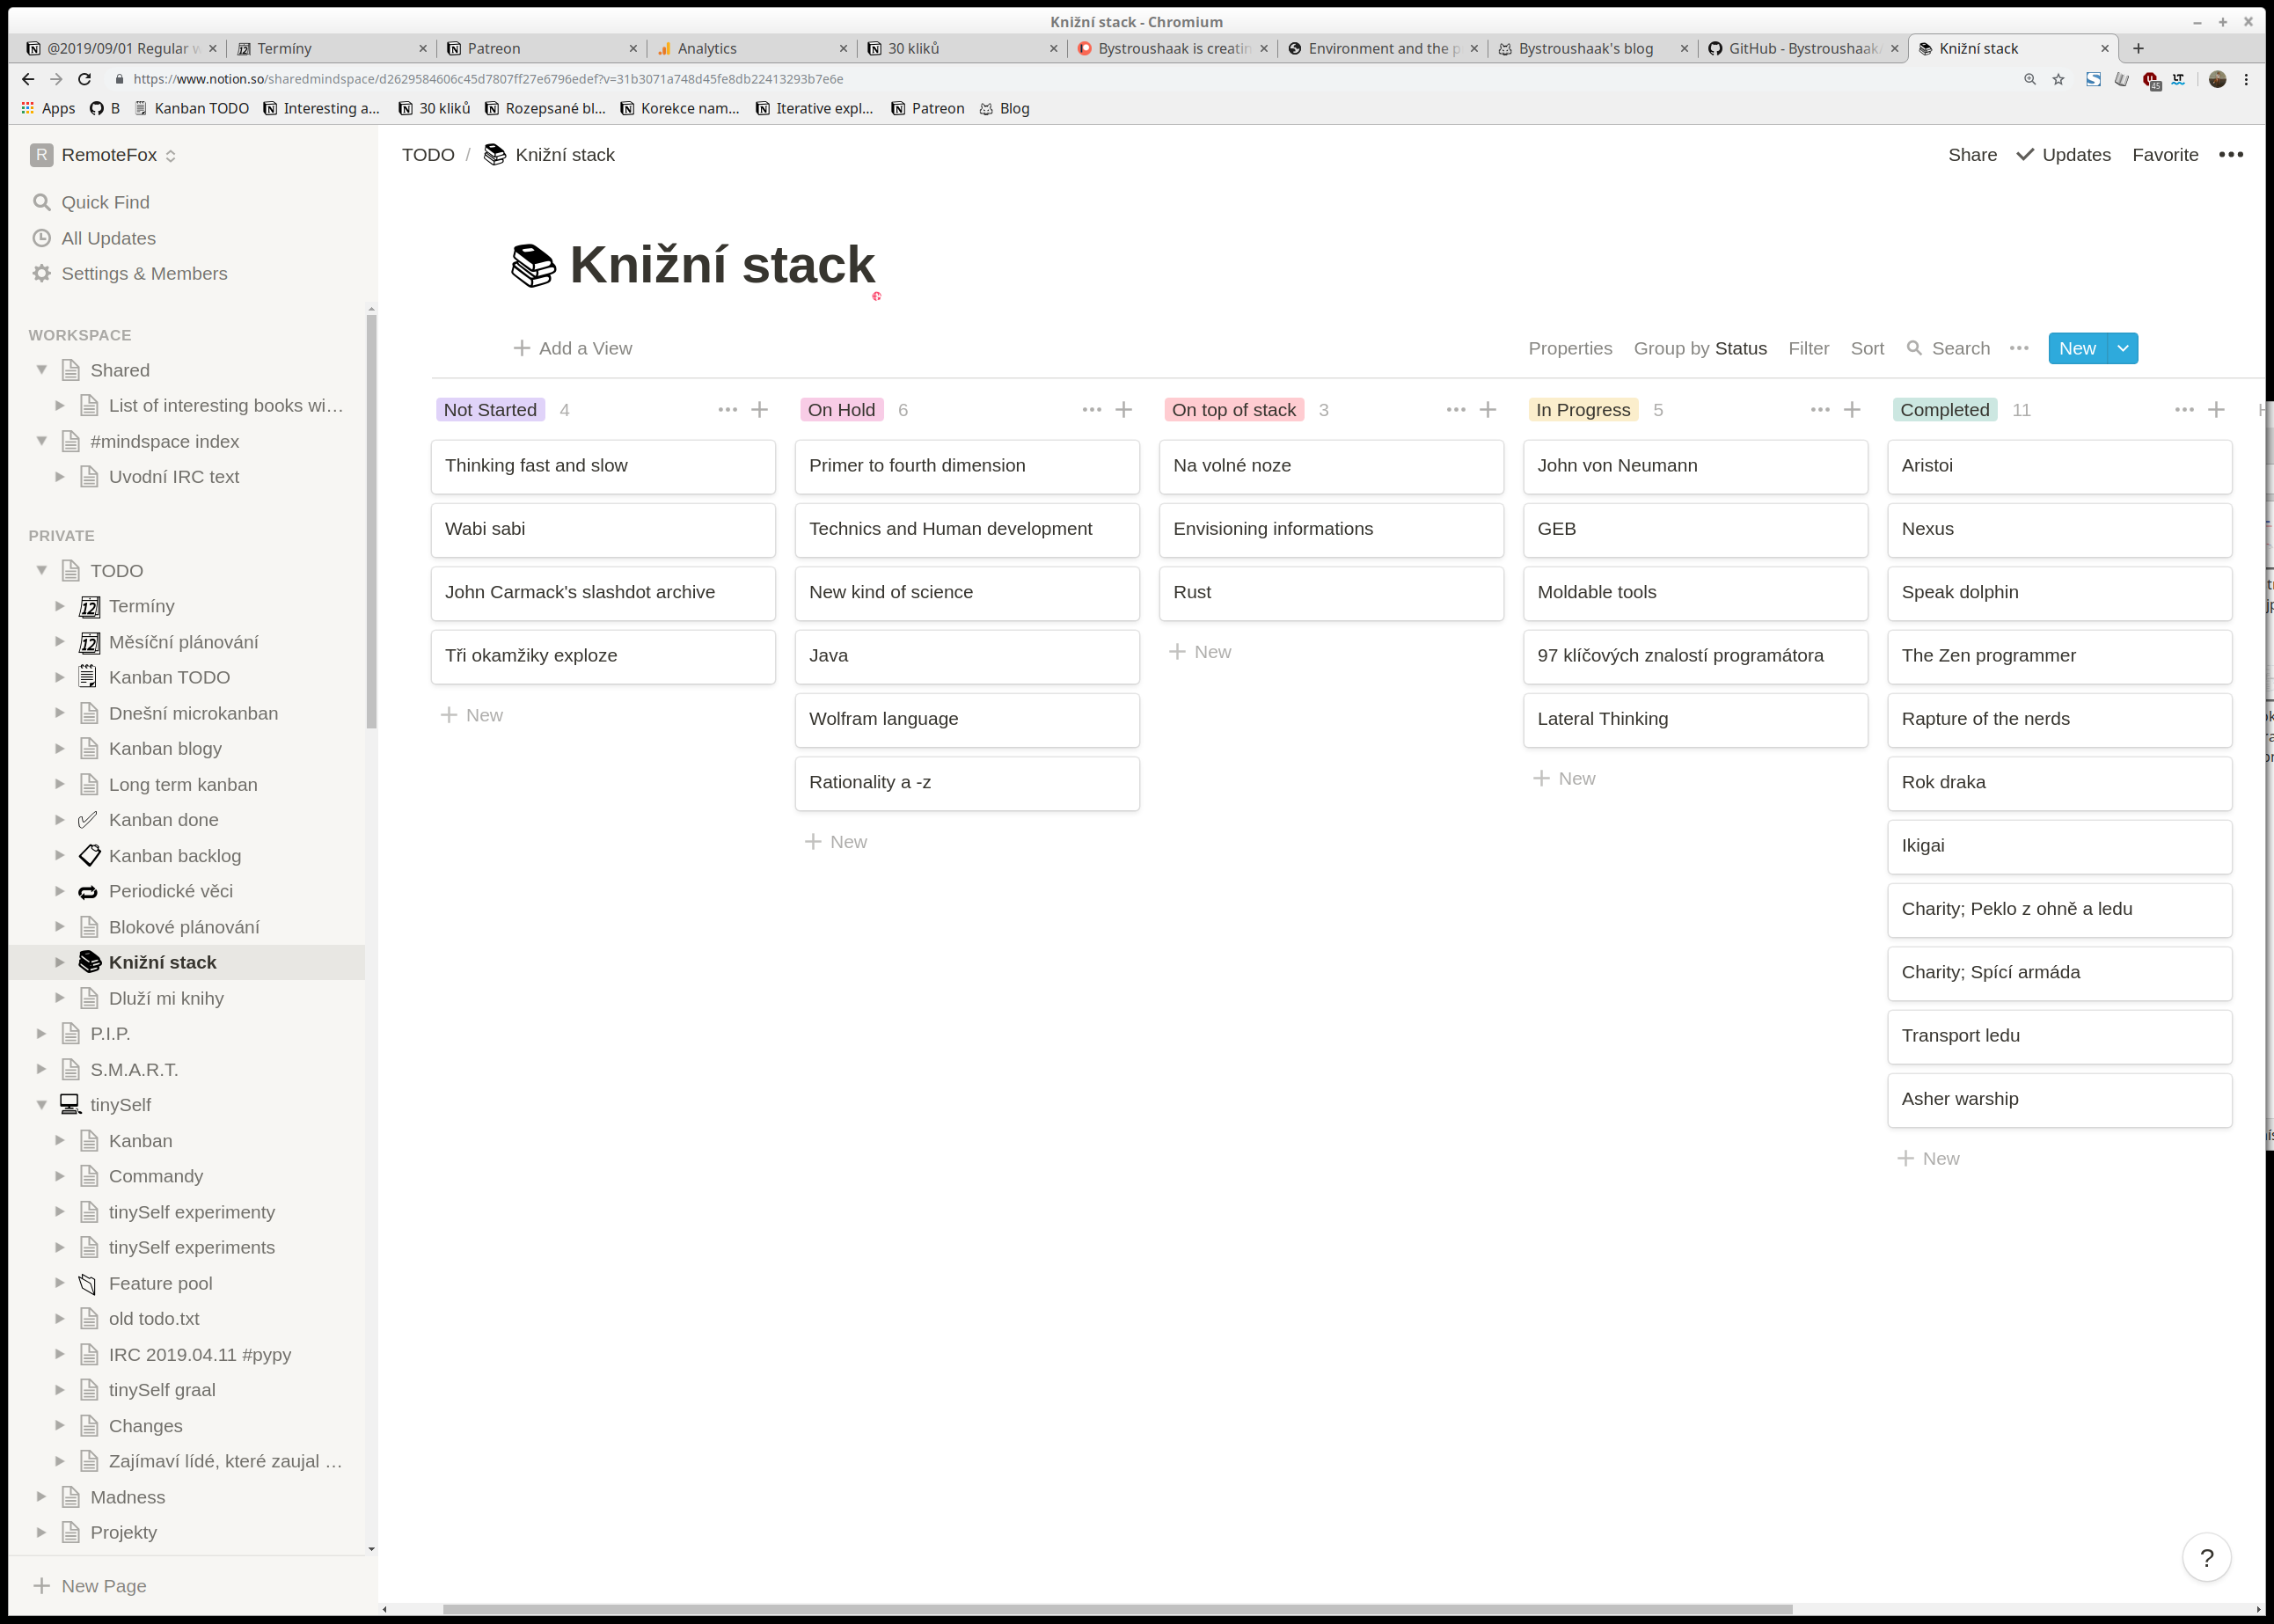 Knižní stack - Chromium
@2019/09/01 Regular w
Termíny
Patreon
Analytics
30 kliků
Bystroushaak is creatin
Environment and the p
Bystroushaak's blog
GitHub - Bystroushaak/
Knižní stack
https://www.notion.so/sharedmindspace/d2629584606c45d7807ff27e6796edef?v=31b3071a748d45fe8db22413293b7e6e
45
LT
Apps
B
Kanban TODO
Interesting a...
30 kliků
Rozepsané bl...
Korekce nam...
Iterative expl...
Patreon
Blog
R RemoteFox
Quick Find
All Updates
Settings & Members
WORKSPACE
Shared
List of interesting books wi…
#mindspace index
Uvodní IRC text
PRIVATE
TODO
12 Termíny
12 Měsíční plánování
Kanban TODO
Dnešní microkanban
Kanban blogy
Long term kanban
Kanban done
Kanban backlog
Periodické věci
Blokové plánování
Knižní stack
Dluží mi knihy
P.I.P.
S.M.A.R.T.
tinySelf
Kanban
Commandy
tinySelf experimenty
tinySelf experiments
Feature pool
old todo.txt
IRC 2019.04.11 #pypy
tinySelf graal
Changes
Zajímaví lídé, které zaujal …
Madness
Projekty
New Page
TODO / Knižní stack
Share Updates Favorite
Knižní stack
Add a View
Properties Group by Status Filter Sort Search New
Not Started 4
Thinking fast and slow
Wabi sabi
John Carmack's slashdot archive
Tři okamžiky exploze
New
On Hold 6
Primer to fourth dimension
Technics and Human development
New kind of science
Java
Wolfram language
Rationality a -z
New
On top of stack 3
Na volné noze
Envisioning informations
Rust
New
In Progress 5
John von Neumann
GEB
Moldable tools
97 klíčových znalostí programátora
Lateral Thinking
New
Completed 11
Aristoi
Nexus
Speak dolphin
The Zen programmer
Rapture of the nerds
Rok draka
Ikigai
Charity; Peklo z ohně a ledu
Charity; Spící armáda
Transport ledu
Asher warship
New
?